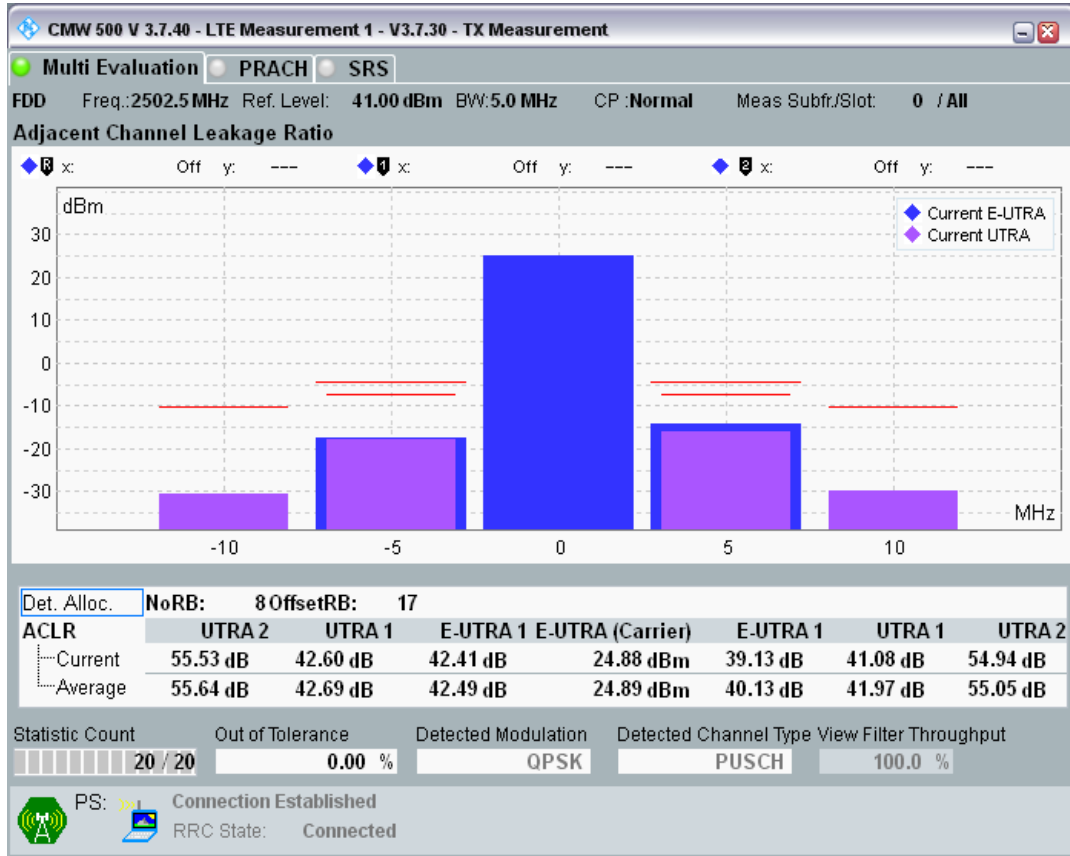 CMW 500 V 3.7.40 - LTE Measurement 1 - V3.7.30 - TX Measurement
Multi Evaluation PRACH SRS
FDD Freq.:2502.5 MHz Ref. Level: 41.00 dBm BW:5.0 MHz CP :Normal Meas Subfr./Slot: 0 / All
Adjacent Channel Leakage Ratio
R x: Off y: --- 1 x: Off y: --- 2 x: Off y: ---
dBm
Current E-UTRA
Current UTRA
30
20
10
0
-10
-20
-30
MHz
-10 -5 0 5 10
Det. Alloc. NoRB: 8 OffsetRB: 17
ACLR UTRA 2 UTRA 1 E-UTRA 1 E-UTRA (Carrier) E-UTRA 1 UTRA 1 UTRA 2
Current 55.53 dB 42.60 dB 42.41 dB 24.88 dBm 39.13 dB 41.08 dB 54.94 dB
Average 55.64 dB 42.69 dB 42.49 dB 24.89 dBm 40.13 dB 41.97 dB 55.05 dB
Statistic Count Out of Tolerance Detected Modulation Detected Channel Type View Filter Throughput
20 / 20 0.00 % QPSK PUSCH 100.0 %
PS: Connection Established
RRC State: Connected